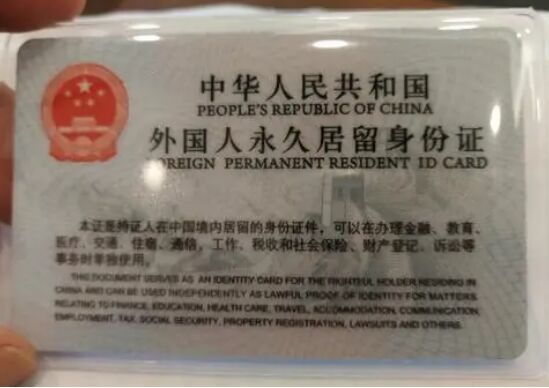 中华人民共和国
PEOPLE'S REPUBLIC OF CHINA
外国人永久居留身份证
FOREIGN PERMANENT RESIDENT ID CARD
本证是持证人在中国境内居留的身份证件，可以在办理金融、教育、
医疗、交通、住宿、通信、工作、税收和社会保险、财产登记、诉讼等
事务时单独使用。
THIS DOCUMENT SERVES AS AN IDENTITY CARD FOR THE RIGHTFUL HOLDER RESIDING IN
CHINA AND CAN BE USED INDEPENDENTLY AS LAWFUL PROOF OF IDENTITY FOR MATTERS
RELATING TO FINANCE, EDUCATION, HEALTH CARE, TRAVEL, ACCOMMODATION, COMMUNICATION,
EMPLOYMENT, TAX, SOCIAL SECURITY, PROPERTY REGISTRATION, LAWSUITS AND OTHERS.